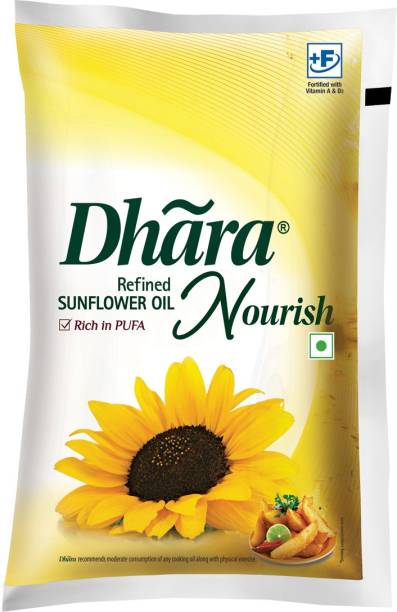 +F
Fortified with
Vitamin A & D2
Dhāra®
Refined
SUNFLOWER OIL
Nourish
Rich in PUFA
Dhāra recommends moderate consumption of any cooking oil along with physical exercise.